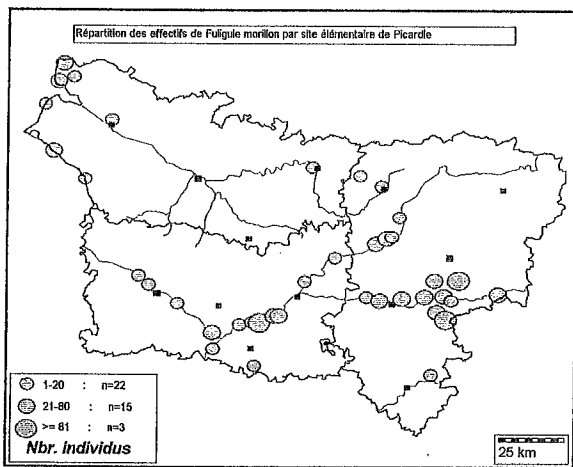 Répartition des effectifs de Fuligule morillon par site élémentaire de Picardie
1-20 : n=22
21-80 : n=15
>= 81 : n=3
Nbr. individus
25 km